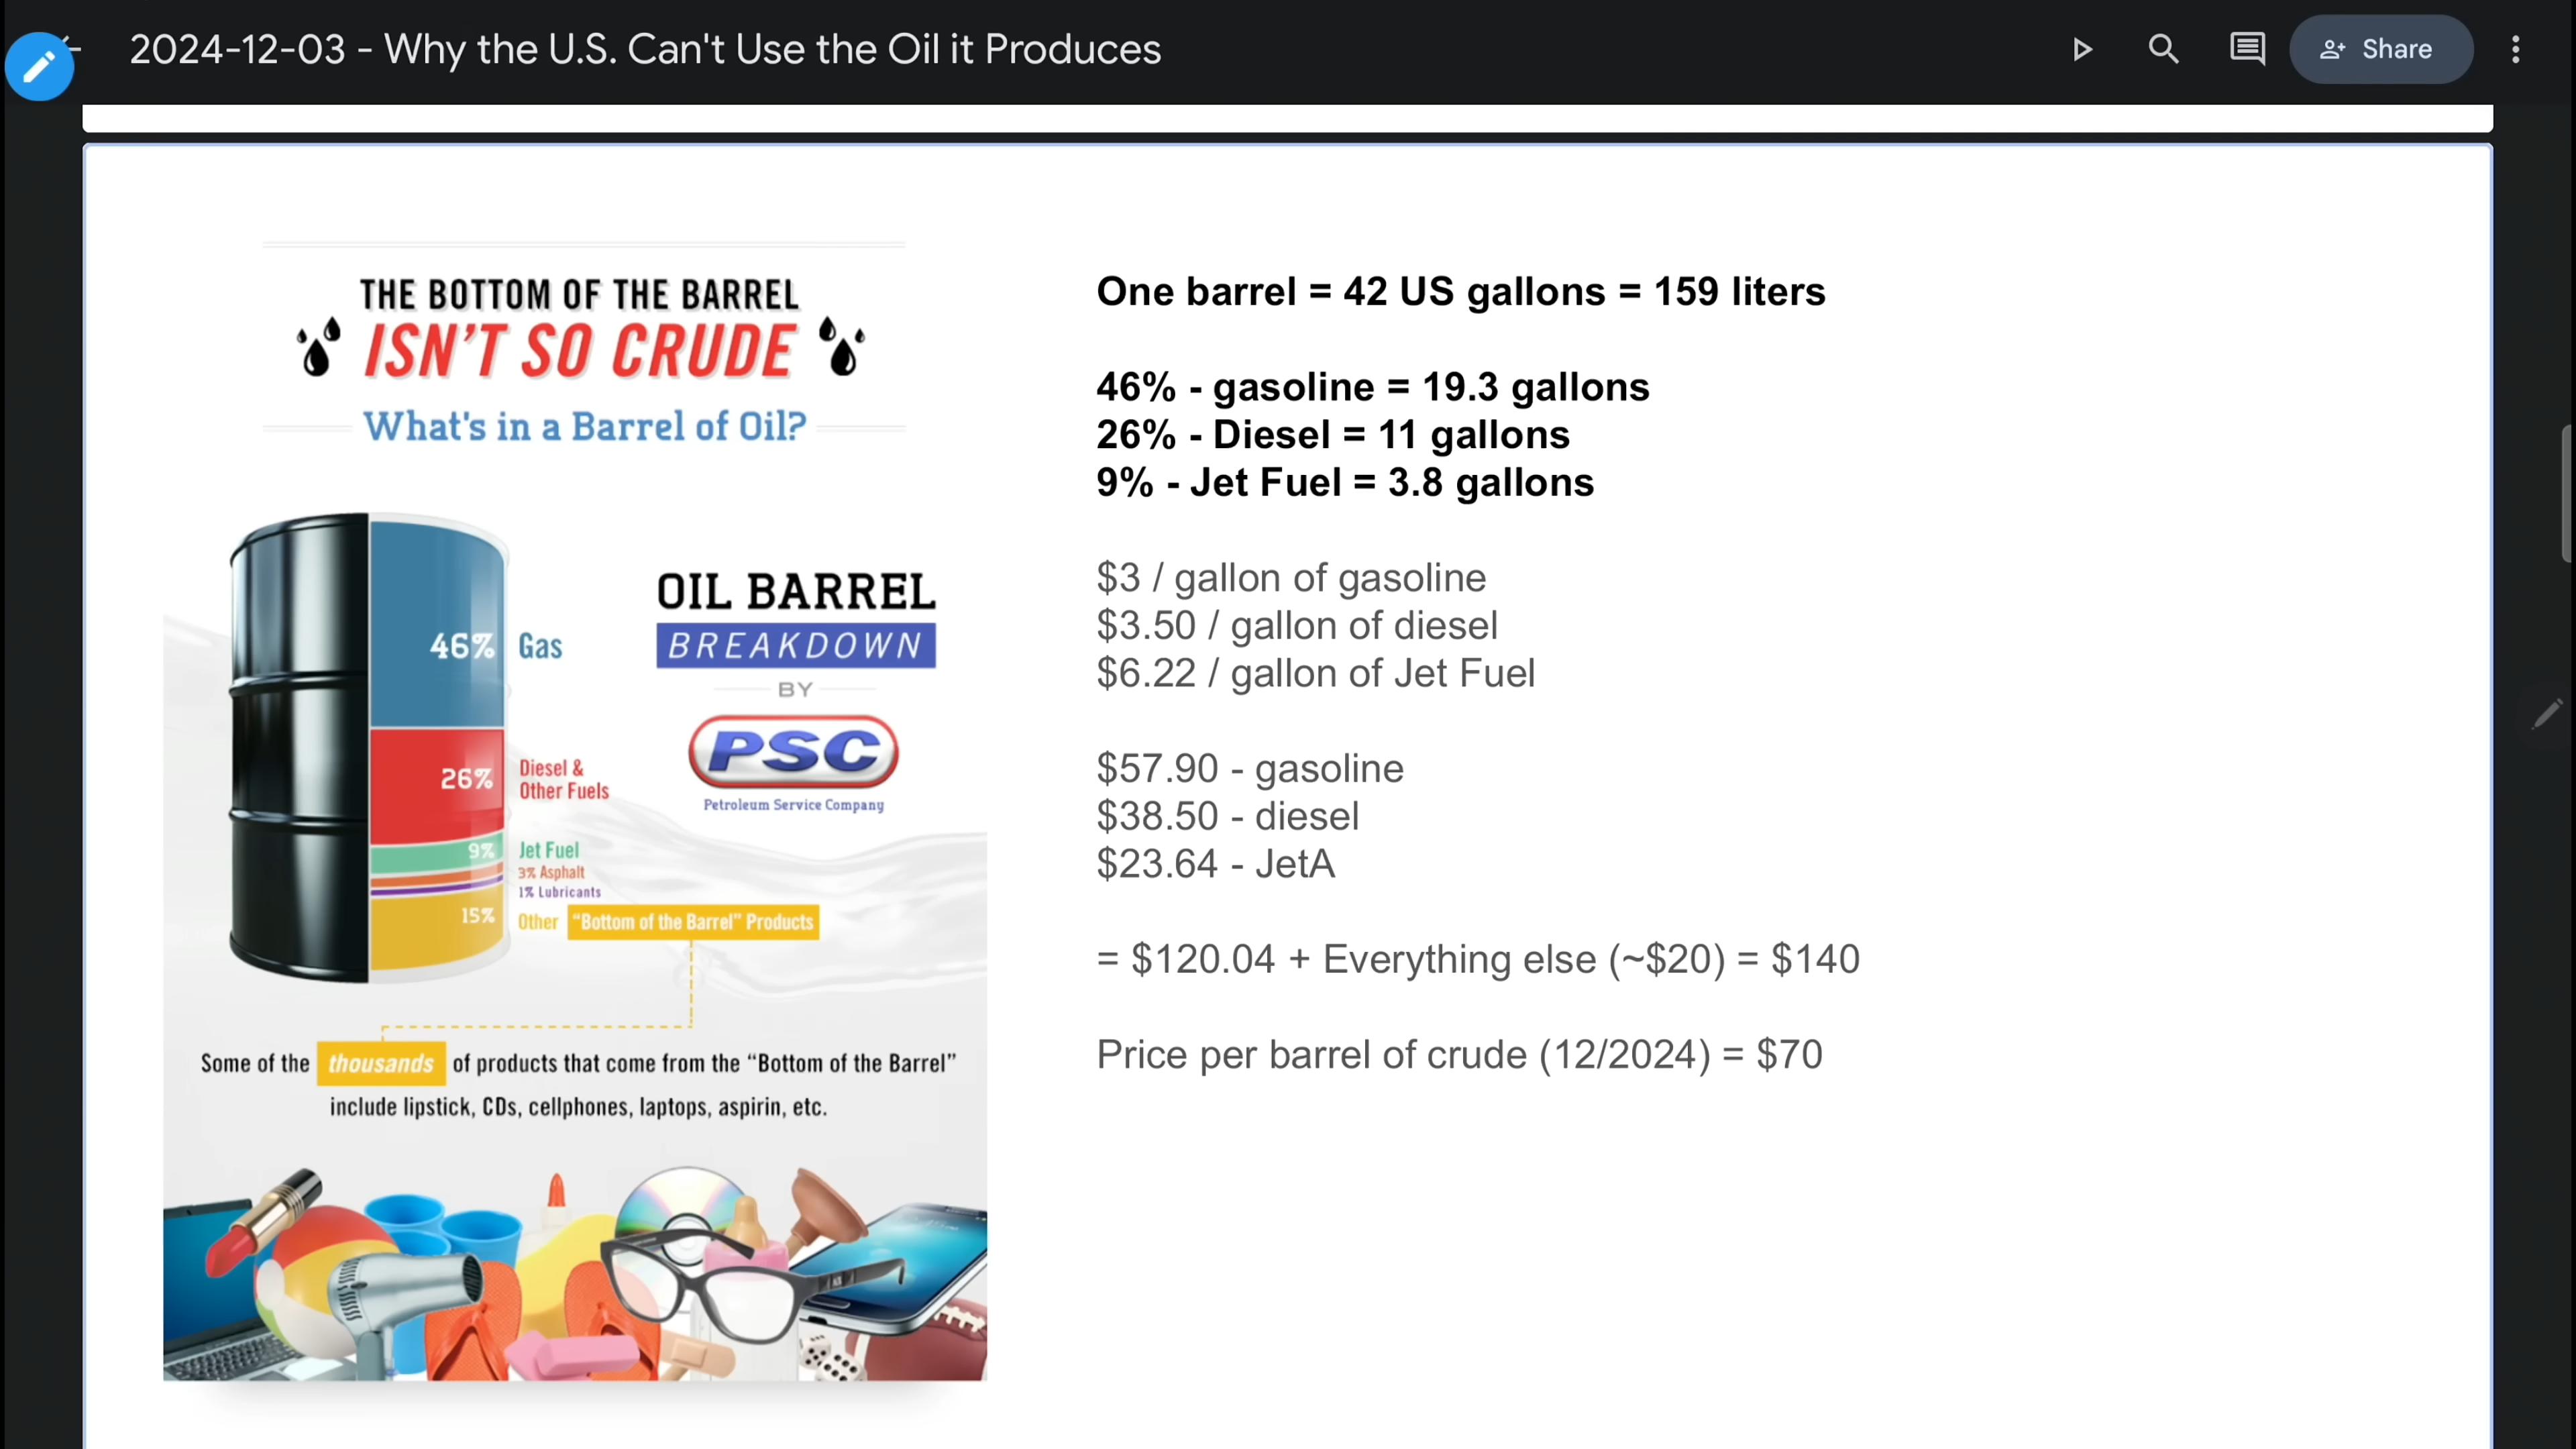 2024-12-03 - Why the U.S. Can't Use the Oil it Produces
Share
THE BOTTOM OF THE BARREL
ISN'T SO CRUDE
What's in a Barrel of Oil?
46% Gas
26% Diesel &
Other Fuels
9% Jet Fuel
3% Asphalt
1% Lubricants
15% Other "Bottom of the Barrel" Products
OIL BARREL
BREAKDOWN
BY
PSC
Petroleum Service Company
Some of the thousands of products that come from the "Bottom of the Barrel"
include lipstick, CDs, cellphones, laptops, aspirin, etc.
One barrel = 42 US gallons = 159 liters
46% - gasoline = 19.3 gallons
26% - Diesel = 11 gallons
9% - Jet Fuel = 3.8 gallons
$3 / gallon of gasoline
$3.50 / gallon of diesel
$6.22 / gallon of Jet Fuel
$57.90 - gasoline
$38.50 - diesel
$23.64 - JetA
= $120.04 + Everything else (~$20) = $140
Price per barrel of crude (12/2024) = $70